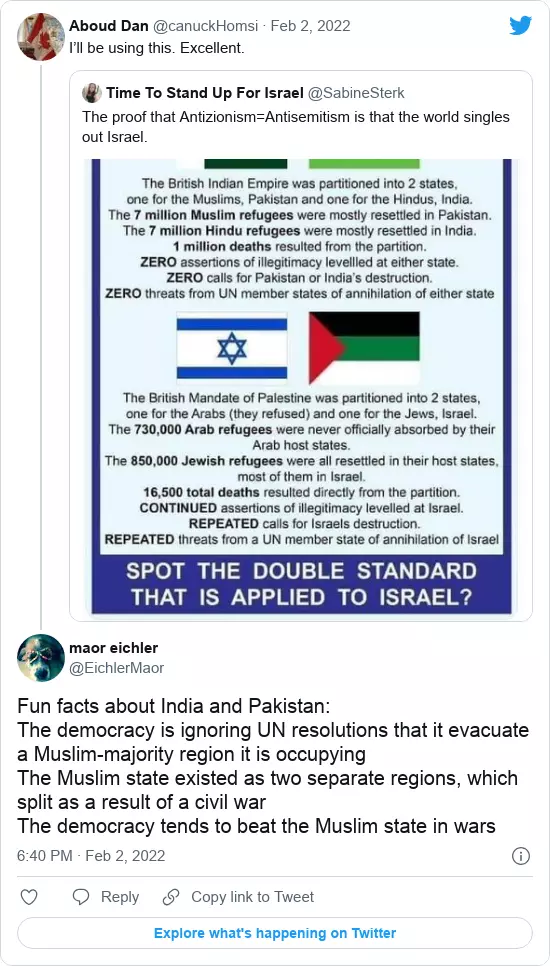 Aboud Dan @canuckHomsi · Feb 2, 2022
I'll be using this. Excellent.
Time To Stand Up For Israel @SabineSterk
The proof that Antizionism=Antisemitism is that the world singles
out Israel.
The British Indian Empire was partitioned into 2 states,
one for the Muslims, Pakistan and one for the Hindus, India.
The 7 million Muslim refugees were mostly resettled in Pakistan.
The 7 million Hindu refugees were mostly resettled in India.
1 million deaths resulted from the partition.
ZERO assertions of illegitimacy levellled at either state.
ZERO calls for Pakistan or India's destruction.
ZERO threats from UN member states of annihilation of either state
The British Mandate of Palestine was partitioned into 2 states,
one for the Arabs (they refused) and one for the Jews, Israel.
The 730,000 Arab refugees were never officially absorbed by their
Arab host states.
The 850,000 Jewish refugees were all resettled in their host states,
most of them in Israel.
16,500 total deaths resulted directly from the partition.
CONTINUED assertions of illegitimacy levelled at Israel.
REPEATED calls for Israels destruction.
REPEATED threats from a UN member state of annihilation of Israel
SPOT THE DOUBLE STANDARD
THAT IS APPLIED TO ISRAEL?
maor eichler
@EichlerMaor
Fun facts about India and Pakistan:
The democracy is ignoring UN resolutions that it evacuate
a Muslim-majority region it is occupying
The Muslim state existed as two separate regions, which
split as a result of a civil war
The democracy tends to beat the Muslim state in wars
6:40 PM · Feb 2, 2022
Reply
Copy link to Tweet
Explore what's happening on Twitter